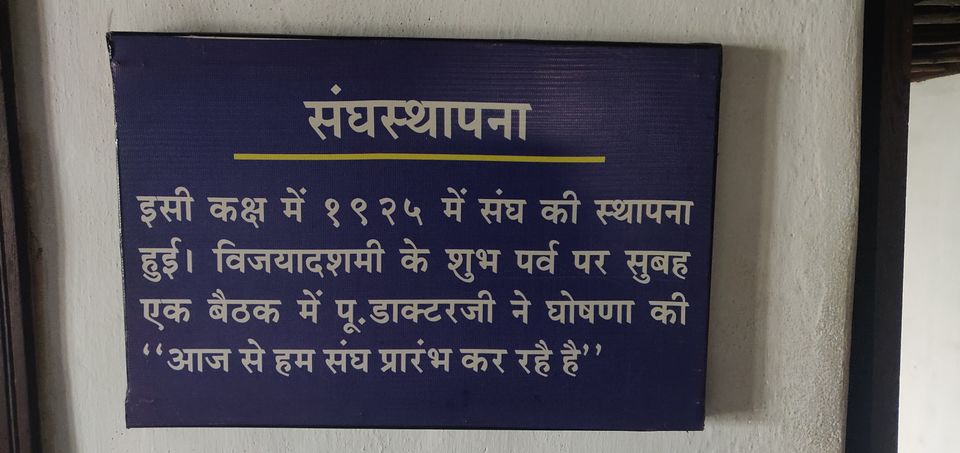 संघस्थापना
इसी कक्ष में १९२५ में संघ की स्थापना
हुई। विजयादशमी के शुभ पर्व पर सुबह
एक बैठक में पू.डाक्टरजी ने घोषणा की
‘‘आज से हम संघ प्रारंभ कर रहै है’’